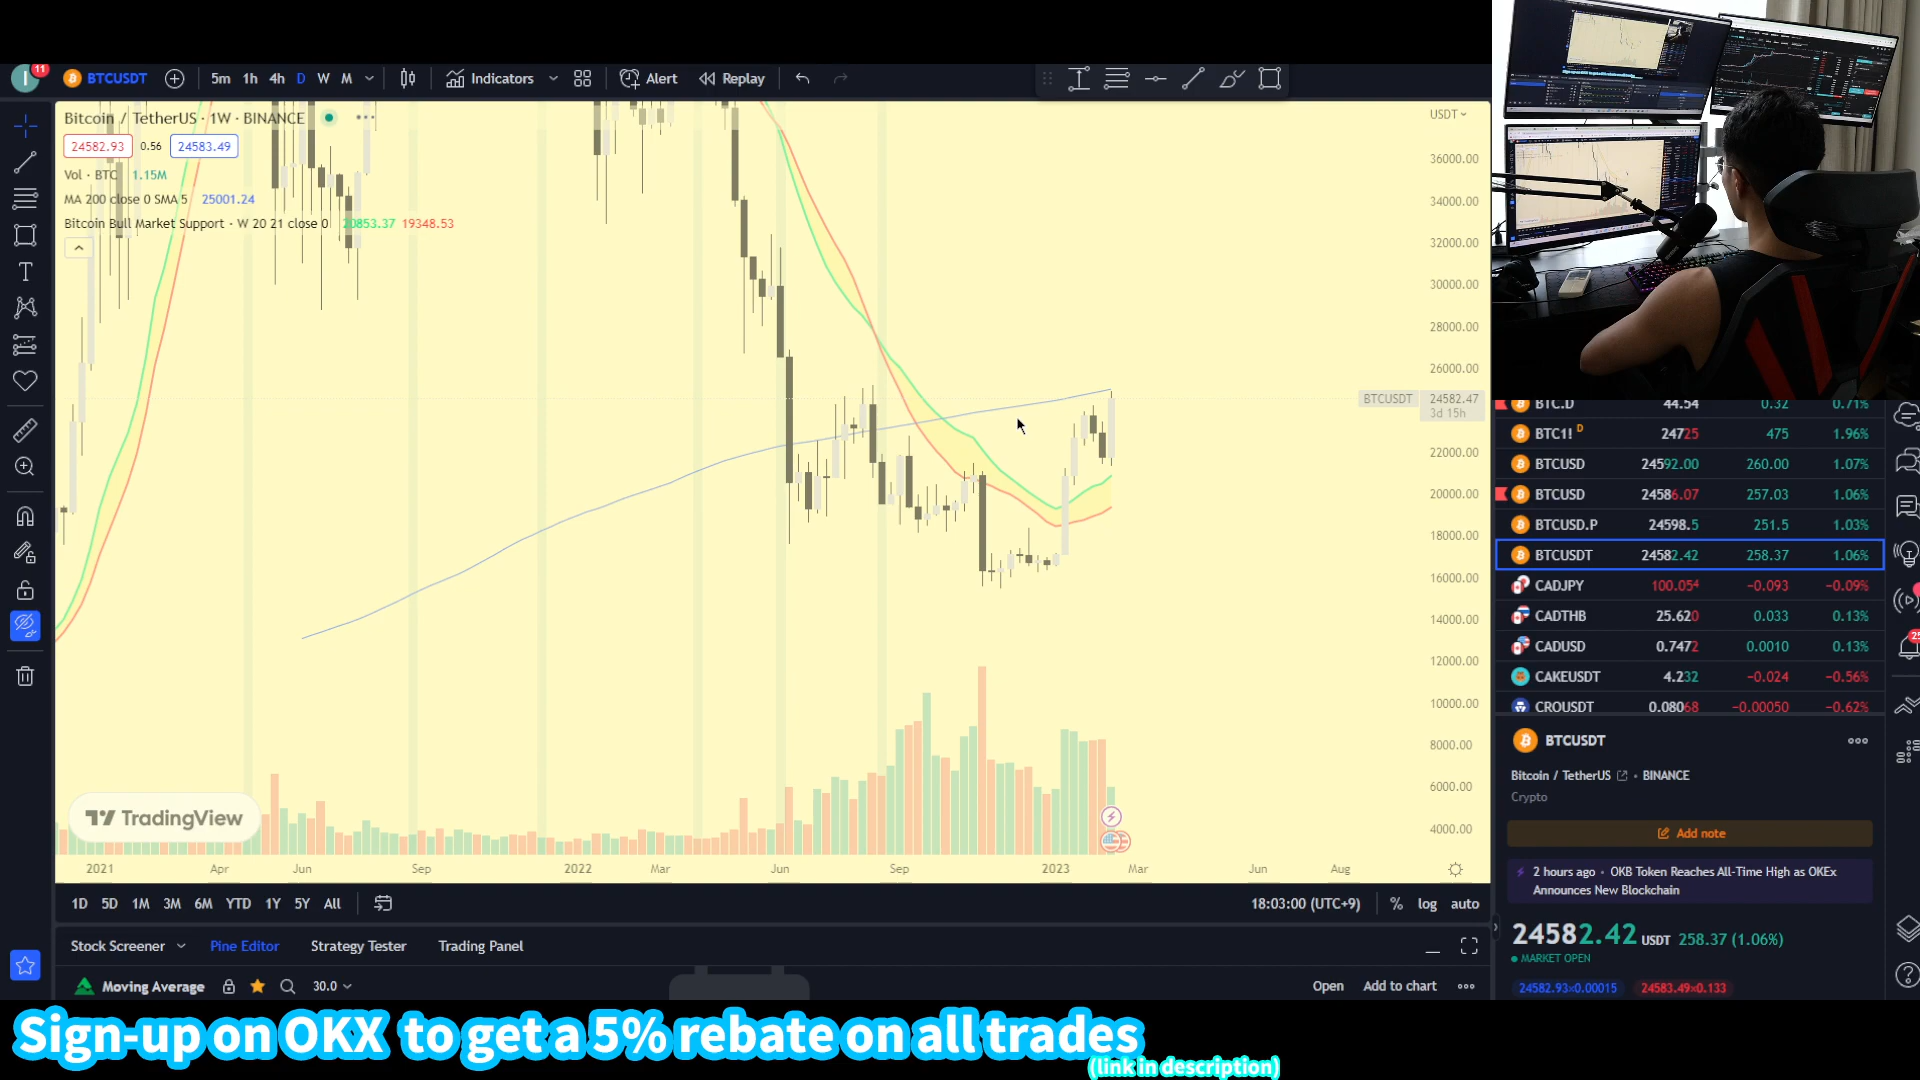 11
BTCUSDT
5m 1h 4h D W M
Indicators
Alert
Replay
Bitcoin / TetherUS · 1W · BINANCE
24582.93 0.56 24583.49
Vol · BTC 1.15M
MA 200 close 0 SMA 5 25001.24
Bitcoin Bull Market Support · W 20 21 close 0 20853.37 19348.53
USDT
36000.00
34000.00
32000.00
30000.00
28000.00
26000.00
BTCUSDT 24582.47
3d 15h
22000.00
20000.00
18000.00
16000.00
14000.00
12000.00
10000.00
8000.00
6000.00
4000.00
TradingView
2021 Apr Jun Sep 2022 Mar Jun Sep 2023 Mar Jun Aug
1D 5D 1M 3M 6M YTD 1Y 5Y All
18:03:00 (UTC+9) % log auto
Stock Screener Pine Editor Strategy Tester Trading Panel
Moving Average 30.0 Open Add to chart
BTC.D 44.54 0.32 0.71%
BTC1! D 24725 475 1.96%
BTCUSD 24592.00 260.00 1.07%
BTCUSD 24586.07 257.03 1.06%
BTCUSD.P 24598.5 251.5 1.03%
BTCUSDT 24582.42 258.37 1.06%
CADJPY 100.054 −0.093 −0.09%
CADTHB 25.620 0.033 0.13%
CADUSD 0.7472 0.0010 0.13%
CAKEUSDT 4.232 −0.024 −0.56%
CROUSDT 0.08068 −0.00050 −0.62%
BTCUSDT
Bitcoin / TetherUS · BINANCE
Crypto
Add note
2 hours ago · OKB Token Reaches All-Time High as OKEx
Announces New Blockchain
24582.42 USDT 258.37 (1.06%)
MARKET OPEN
24582.93×0.00015 24583.49×0.133
Sign-up on OKX to get a 5% rebate on all trades
(link in description)